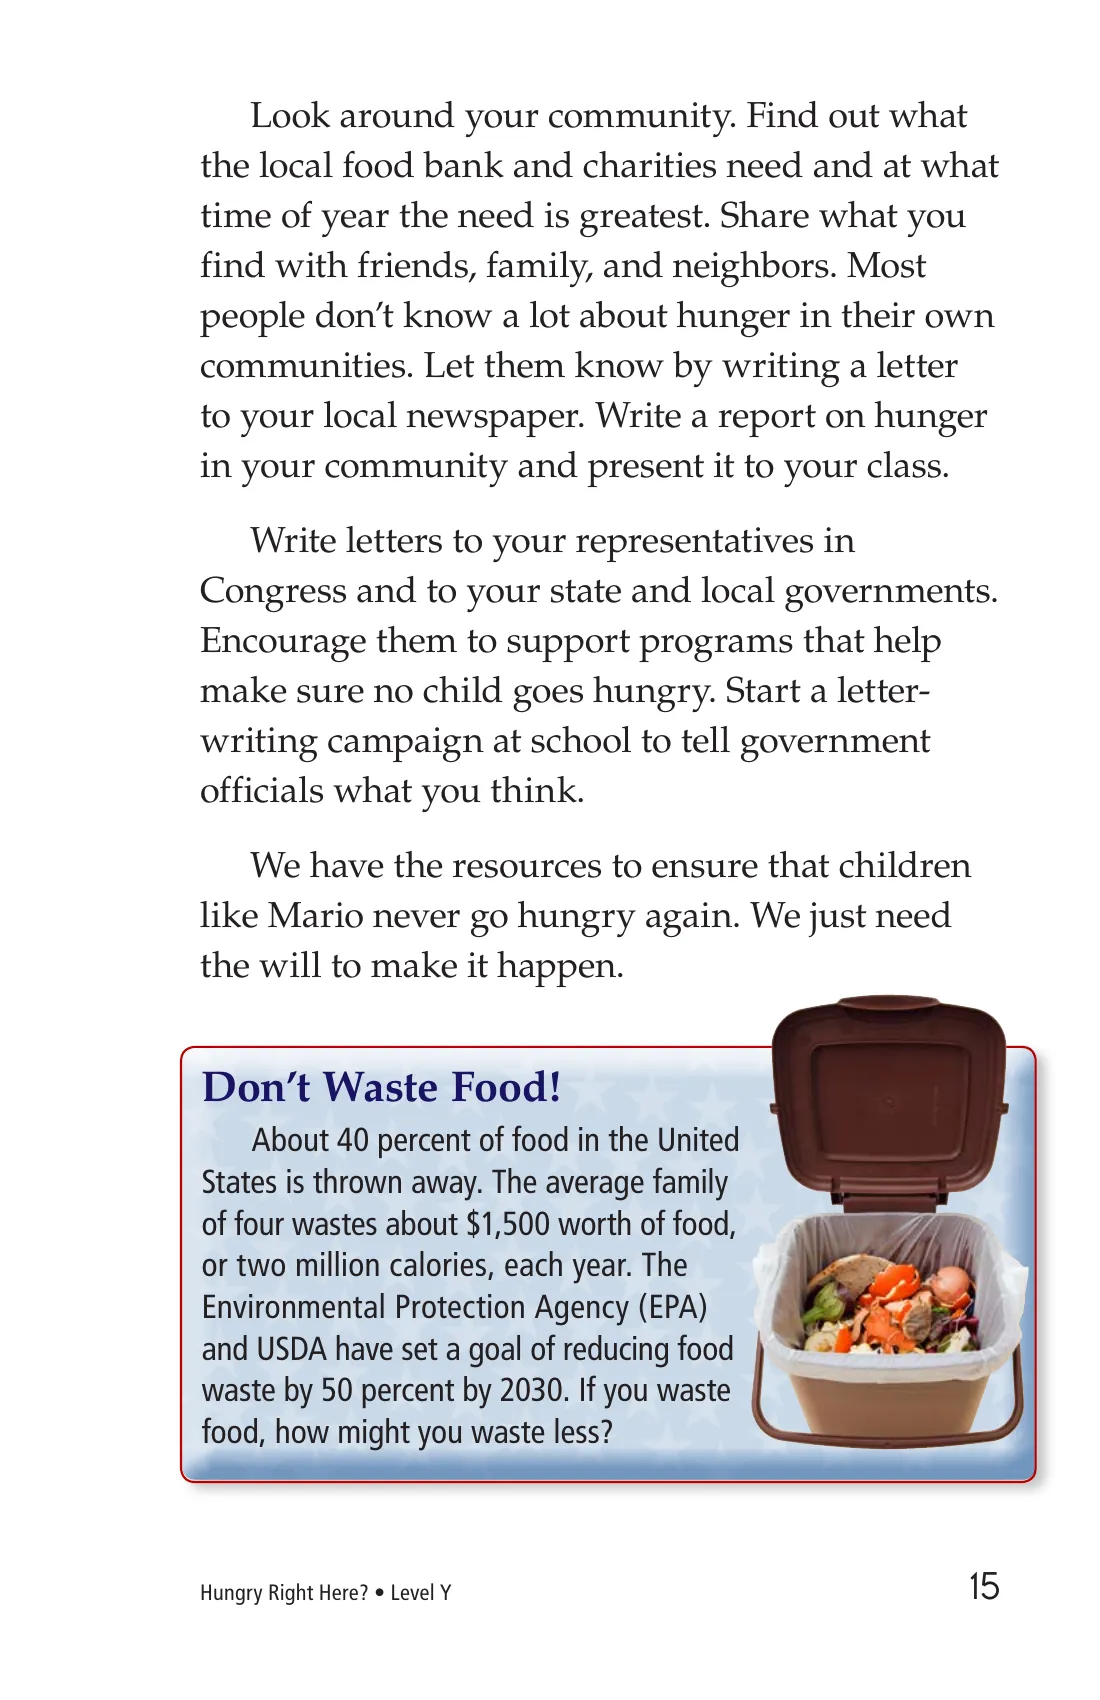 Look around your community. Find out what
the local food bank and charities need and at what
time of year the need is greatest. Share what you
find with friends, family, and neighbors. Most
people don’t know a lot about hunger in their own
communities. Let them know by writing a letter
to your local newspaper. Write a report on hunger
in your community and present it to your class.
Write letters to your representatives in
Congress and to your state and local governments.
Encourage them to support programs that help
make sure no child goes hungry. Start a letter-
writing campaign at school to tell government
officials what you think.
We have the resources to ensure that children
like Mario never go hungry again. We just need
the will to make it happen.
Don’t Waste Food!
About 40 percent of food in the United
States is thrown away. The average family
of four wastes about $1,500 worth of food,
or two million calories, each year. The
Environmental Protection Agency (EPA)
and USDA have set a goal of reducing food
waste by 50 percent by 2030. If you waste
food, how might you waste less?
Hungry Right Here? • Level Y
15